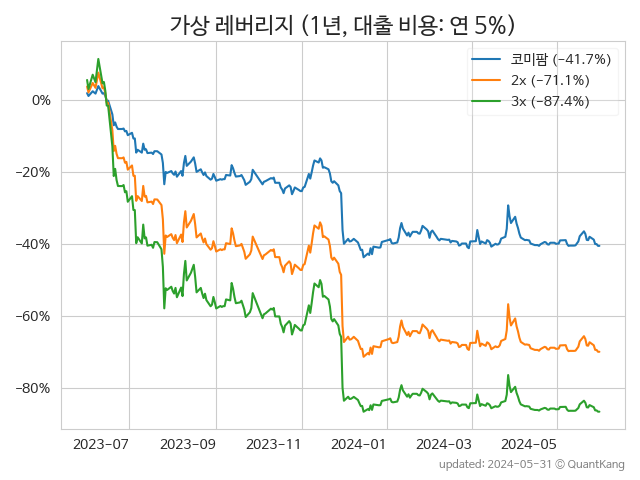 가상 레버리지 (1년, 대출 비용: 연 5%)
코미팜 (−41.7%)
2x (−71.1%)
3x (−87.4%)
0%
−20%
−40%
−60%
−80%
2023−07 2023−09 2023−11 2024−01 2024−03 2024−05
updated: 2024-05-31 © QuantKang